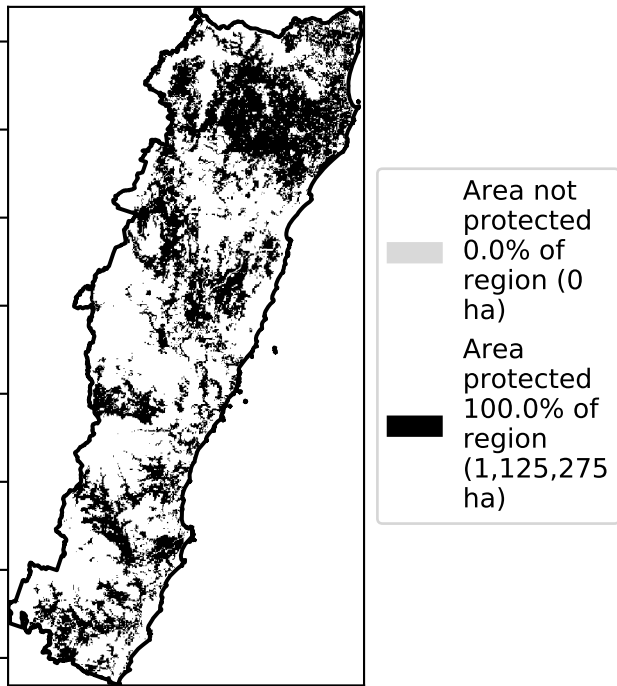 Area not
protected
0.0% of
region (0
ha)
Area
protected
100.0% of
region
(1,125,275
ha)